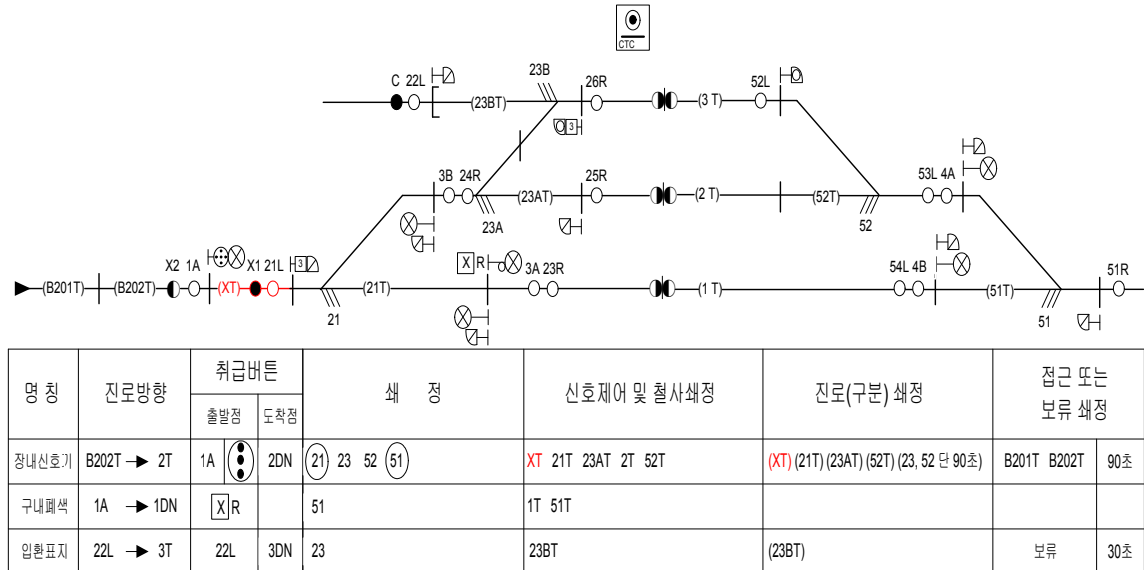 CTC
23B
C 22L
26R
52L
(23BT)
(3 T)
3
3B 24R
25R
53L 4A
(23AT)
(2 T)
(52T)
23A
52
X2 1A
X1 21L
3
X R
3A 23R
54L 4B
51R
(B201T)
(B202T)
(XT)
(21T)
(1 T)
(51T)
21
51
명 칭 진로방향 취급버튼 쇄 정 신호제어 및 철사쇄정 진로(구분) 쇄정 접근 또는
보류 쇄정
출발점 도착점
장내신호기 B202T → 2T 1A 2DN 21 23 52 51 XT 21T 23AT 2T 52T (XT) (21T) (23AT) (52T) (23, 52 단 90초) B201T B202T 90초
구내폐색 1A → 1DN X R 51 1T 51T
입환표지 22L → 3T 22L 3DN 23 23BT (23BT) 보류 30초